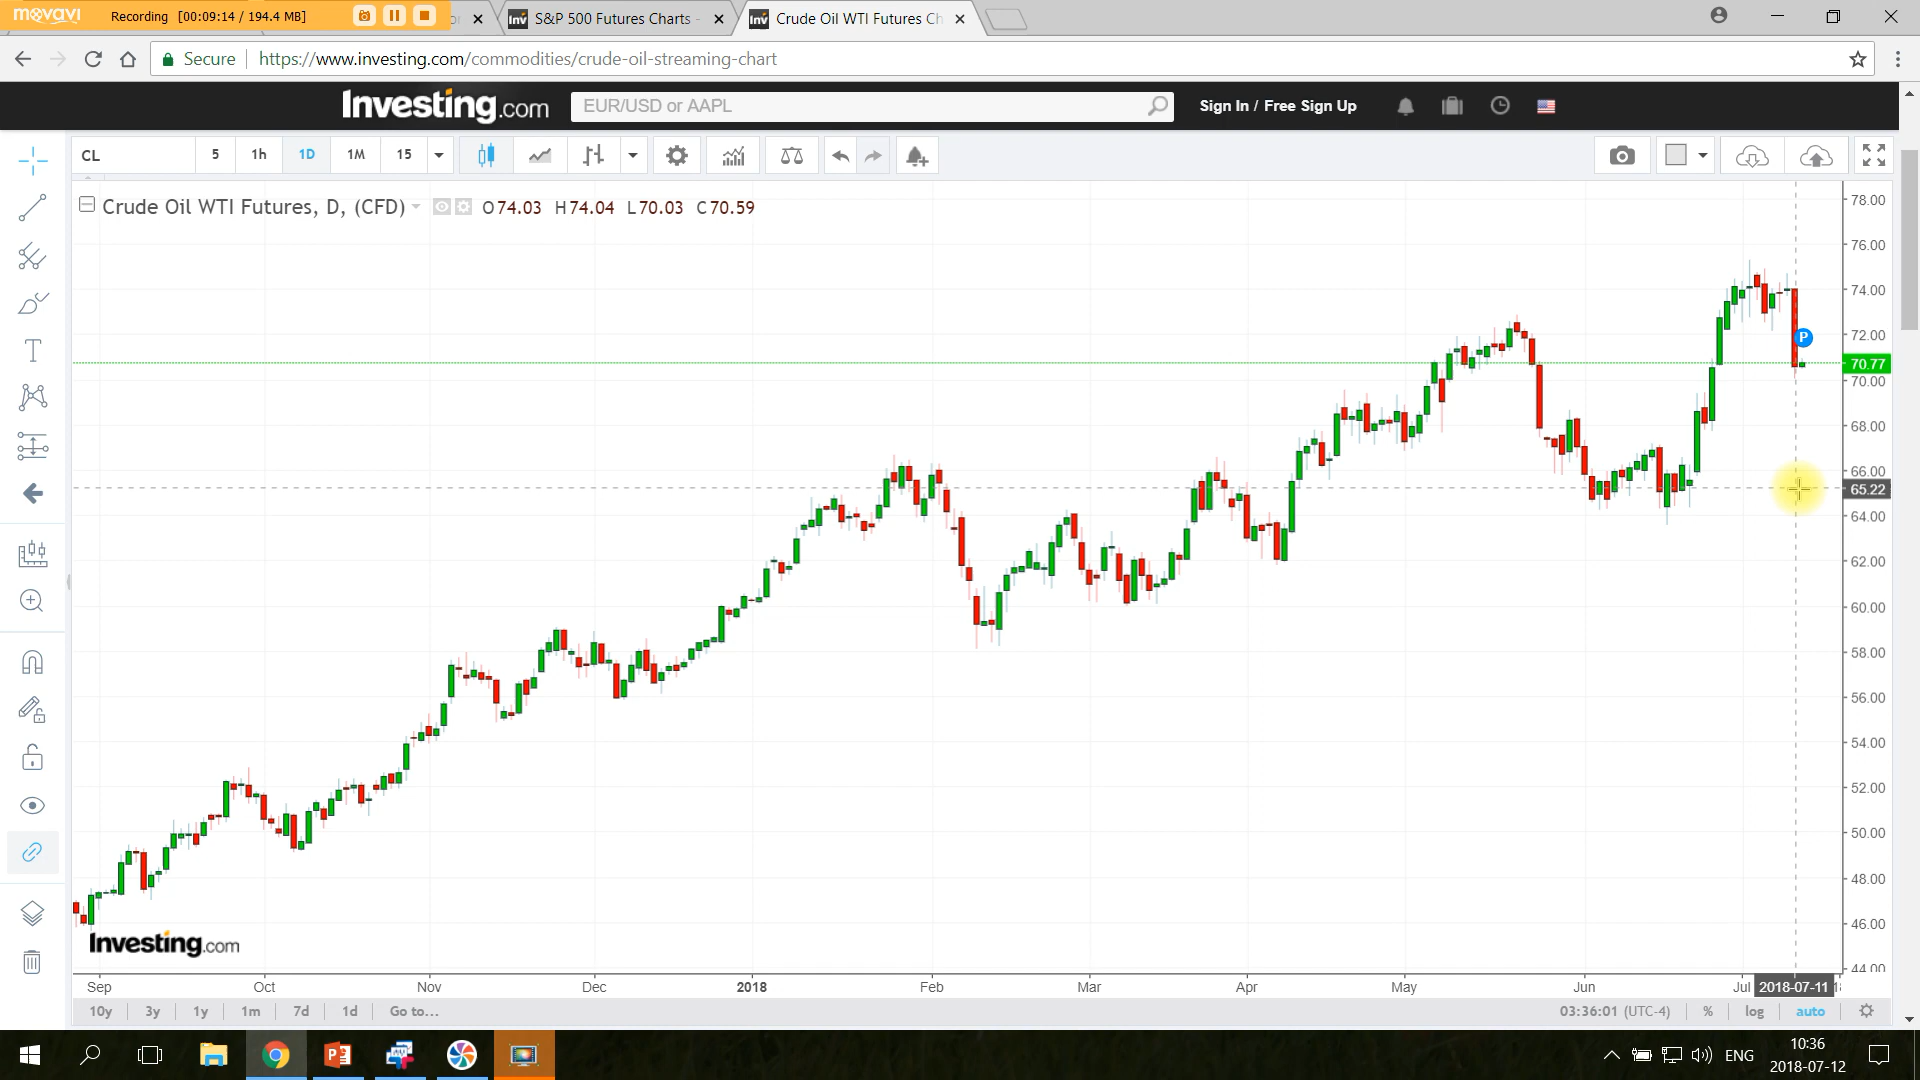 movavi Recording [00:09:14 / 194.4 MB]
S&P 500 Futures Charts -
Crude Oil WTI Futures Ch
Secure https://www.investing.com/commodities/crude-oil-streaming-chart
Investing.com EUR/USD or AAPL Sign In / Free Sign Up
CL 5 1h 1D 1M 15
Crude Oil WTI Futures, D, (CFD) O74.03 H74.04 L70.03 C70.59
78.00
76.00
74.00
72.00
P
70.77
70.00
68.00
66.00
65.22
64.00
62.00
60.00
58.00
56.00
54.00
52.00
50.00
48.00
46.00
Investing.com
44.00
Sep Oct Nov Dec 2018 Feb Mar Apr May Jun Jul 2018-07-11
10y 3y 1y 1m 7d 1d Go to... 03:36:01 (UTC-4) % log auto
ENG
10:36
2018-07-12